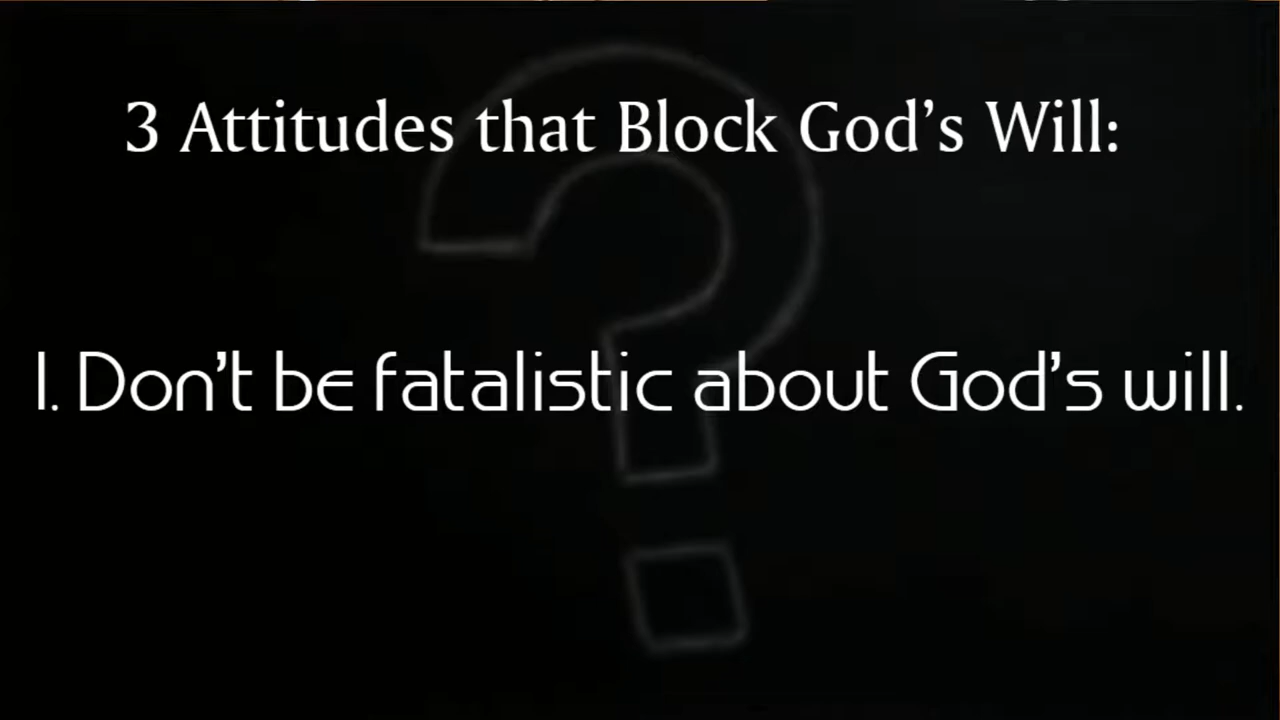 3 Attitudes that Block God’s Will:
1. Don’t be fatalistic about God’s will.